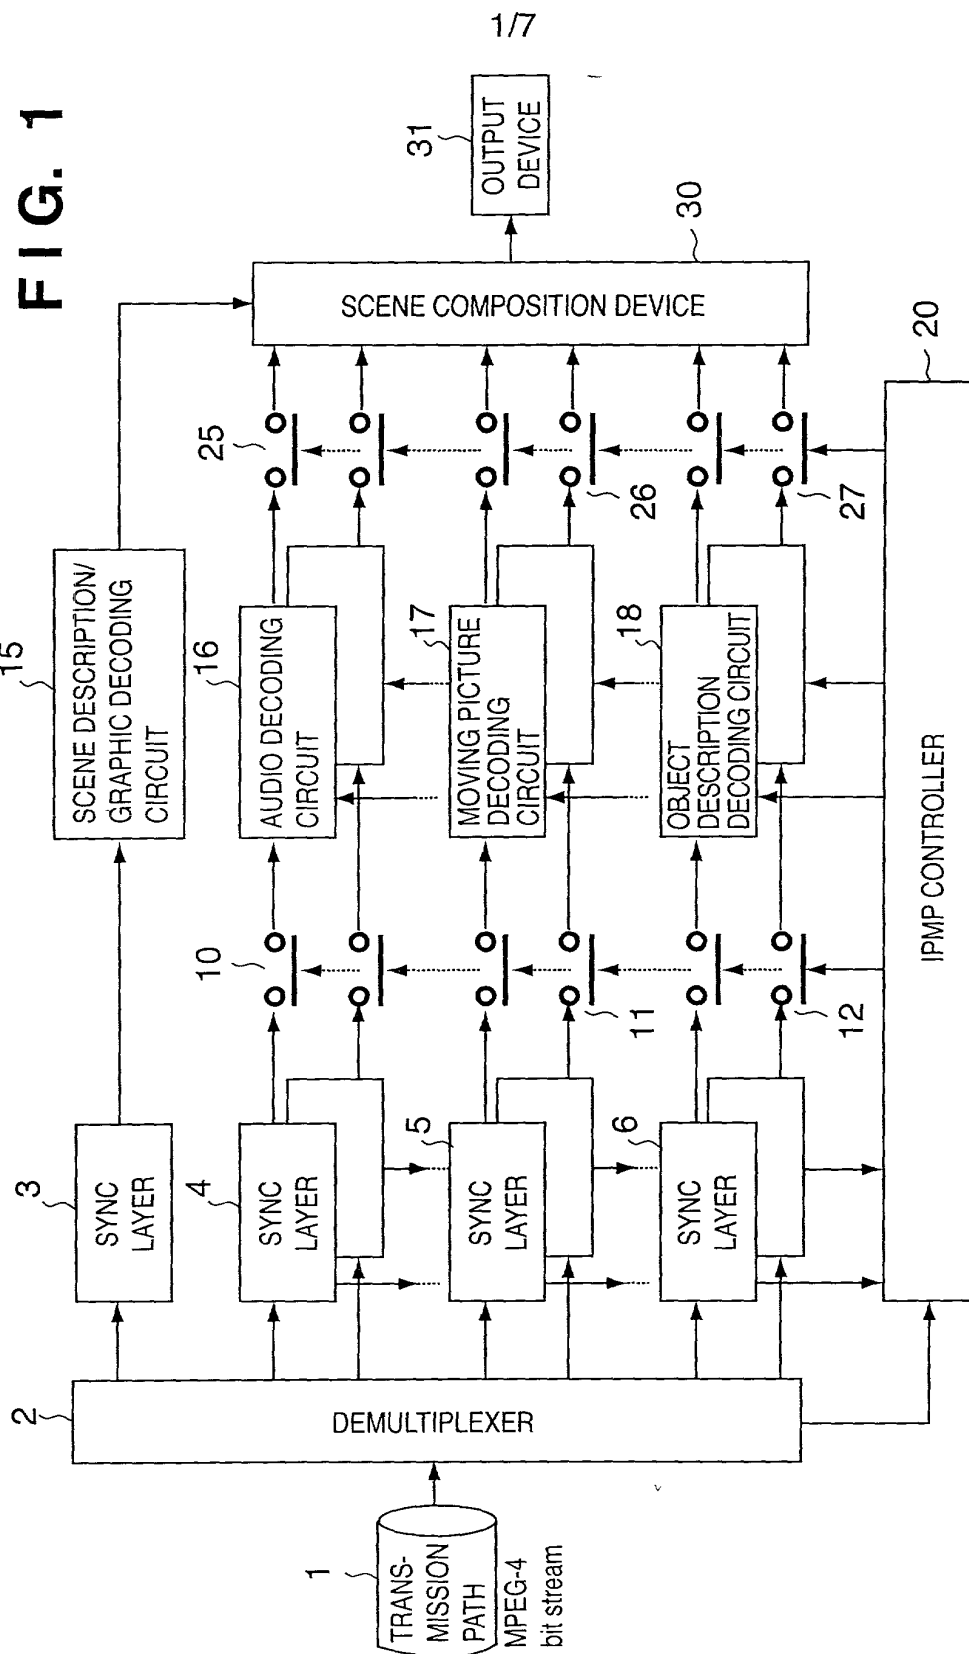 1/7
FIG. 1
1
TRANS-
MISSION
PATH
MPEG-4
bit stream
2
DEMULTIPLEXER
3
SYNC
LAYER
4
SYNC
LAYER
5
SYNC
LAYER
6
SYNC
LAYER
10
11
12
15
SCENE DESCRIPTION/
GRAPHIC DECODING
CIRCUIT
16
AUDIO DECODING
CIRCUIT
17
MOVING PICTURE
DECODING
CIRCUIT
18
OBJECT
DESCRIPTION
DECODING CIRCUIT
20
IPMP CONTROLLER
25
26
27
30
SCENE COMPOSITION DEVICE
31
OUTPUT
DEVICE